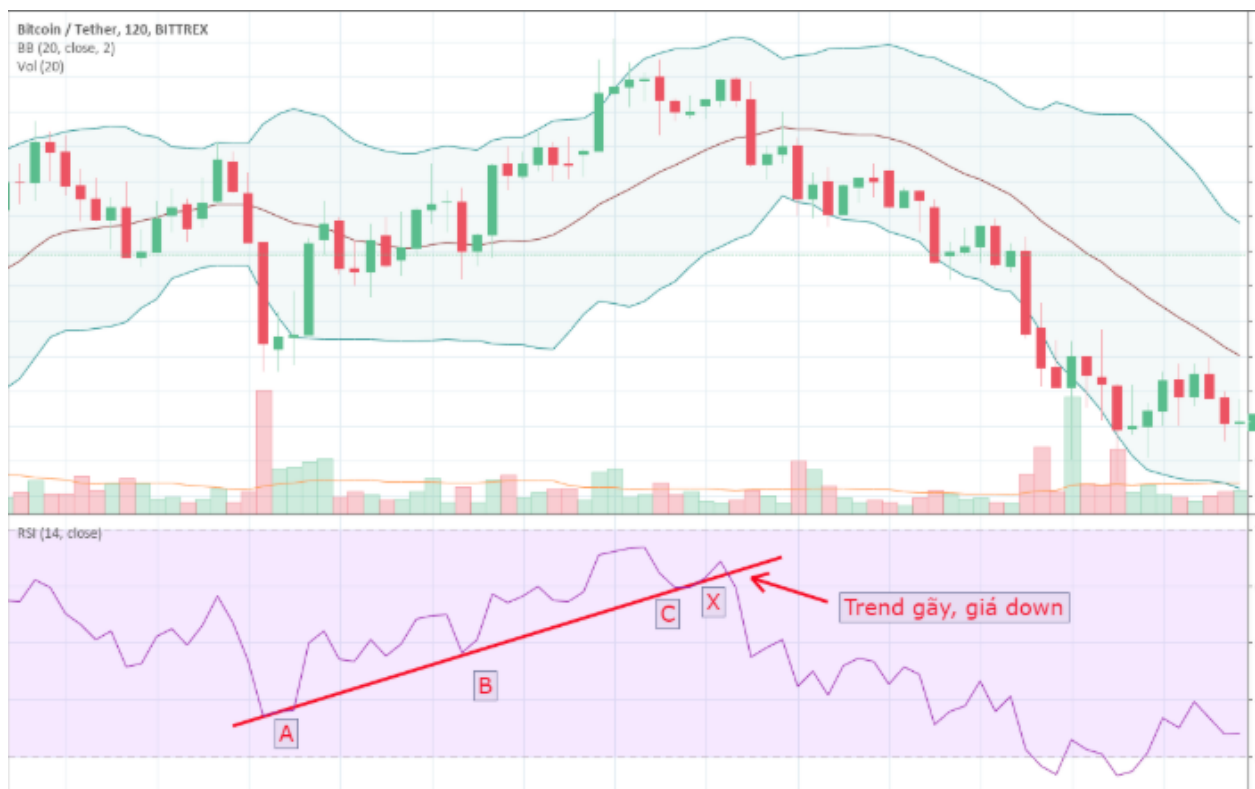 Bitcoin / Tether, 120, BITTREX
BB (20, close, 2)
Vol (20)
RSI (14, close)
C
X
Trend gãy, giá down
B
A